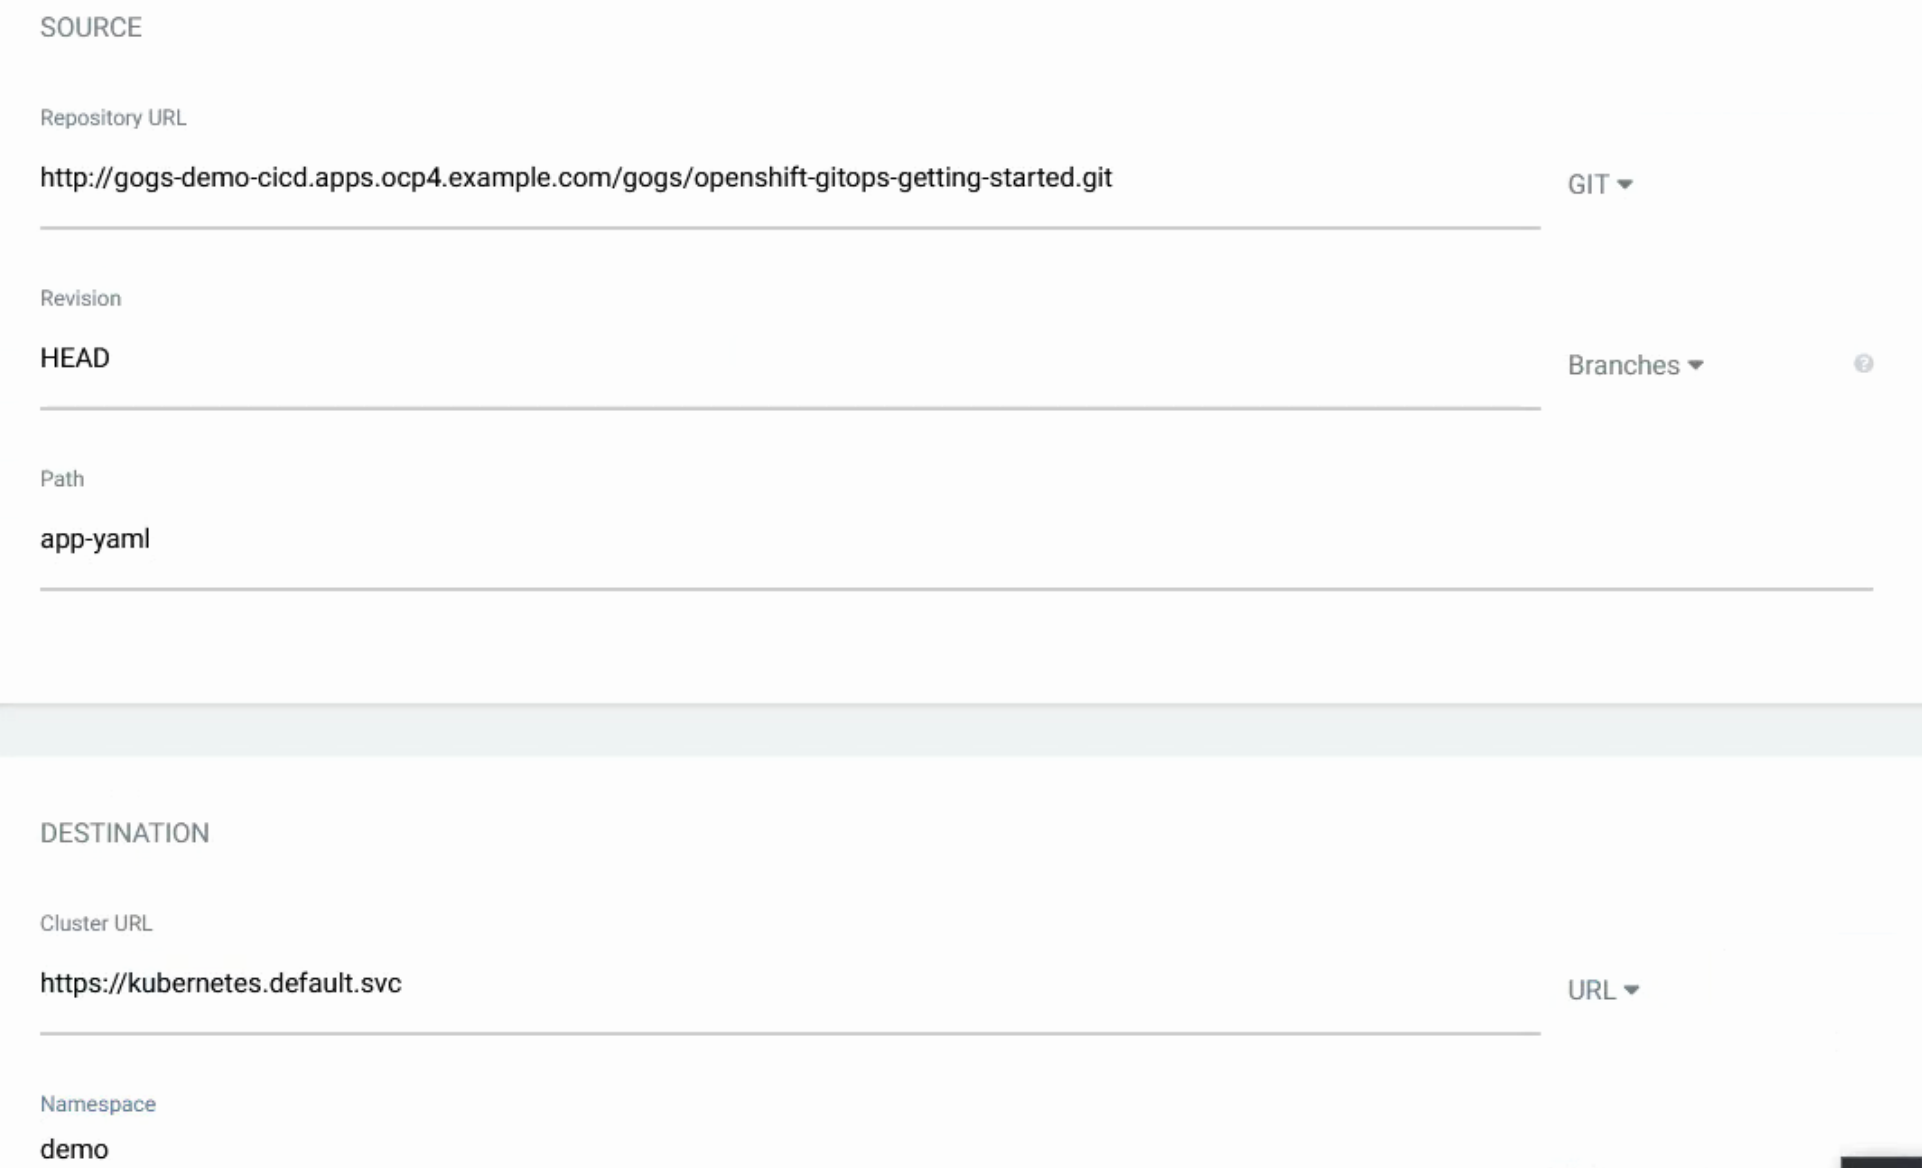 SOURCE
Repository URL
http://gogs-demo-cicd.apps.ocp4.example.com/gogs/openshift-gitops-getting-started.git
GIT
Revision
HEAD
Branches
?
Path
app-yaml
DESTINATION
Cluster URL
https://kubernetes.default.svc
URL
Namespace
demo